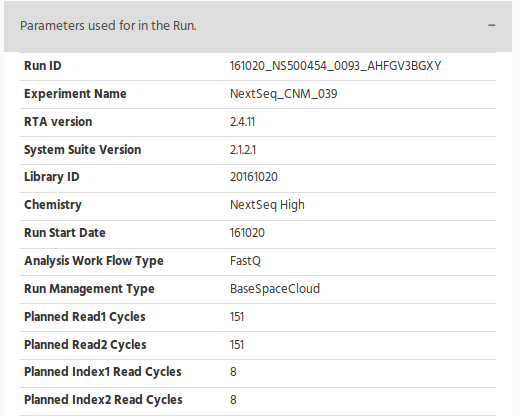 Parameters used for in the Run. −
Run ID 161020_NS500454_0093_AHFGV3BGXY
Experiment Name NextSeq_CNM_039
RTA version 2.4.11
System Suite Version 2.1.2.1
Library ID 20161020
Chemistry NextSeq High
Run Start Date 161020
Analysis Work Flow Type FastQ
Run Management Type BaseSpaceCloud
Planned Read1 Cycles 151
Planned Read2 Cycles 151
Planned Index1 Read Cycles 8
Planned Index2 Read Cycles 8